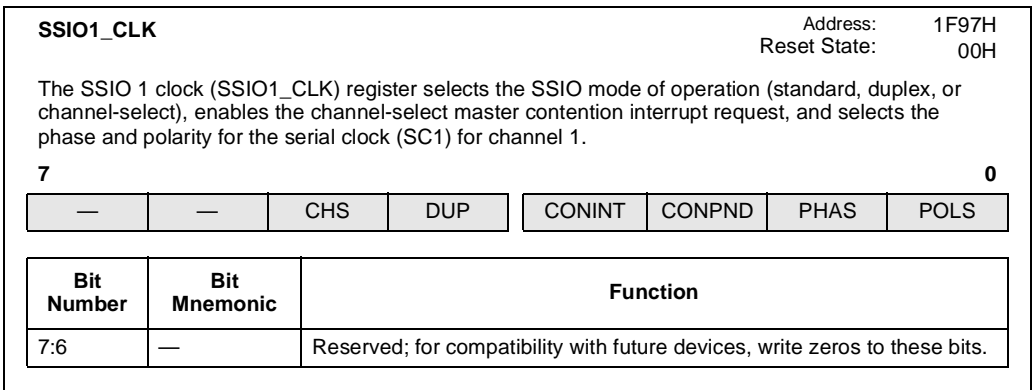 SSIO1_CLK Address: 1F97H
Reset State: 00H
The SSIO 1 clock (SSIO1_CLK) register selects the SSIO mode of operation (standard, duplex, or
channel-select), enables the channel-select master contention interrupt request, and selects the
phase and polarity for the serial clock (SC1) for channel 1.
7 0
— — CHS DUP CONINT CONPND PHAS POLS
Bit Number Bit Mnemonic Function
7:6 — Reserved; for compatibility with future devices, write zeros to these bits.